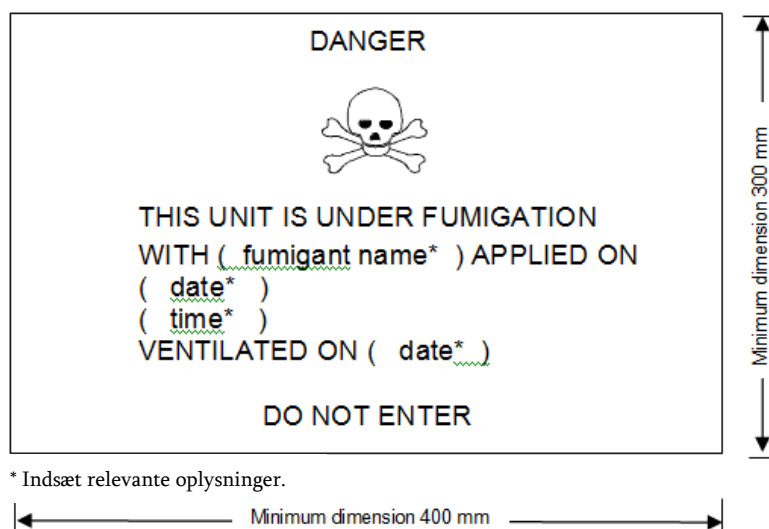 DANGER
THIS UNIT IS UNDER FUMIGATION
WITH ( fumigant name* ) APPLIED ON
( date* )
( time* )
VENTILATED ON ( date* )
DO NOT ENTER
Minimum dimension 300 mm
* Indsæt relevante oplysninger.
Minimum dimension 400 mm